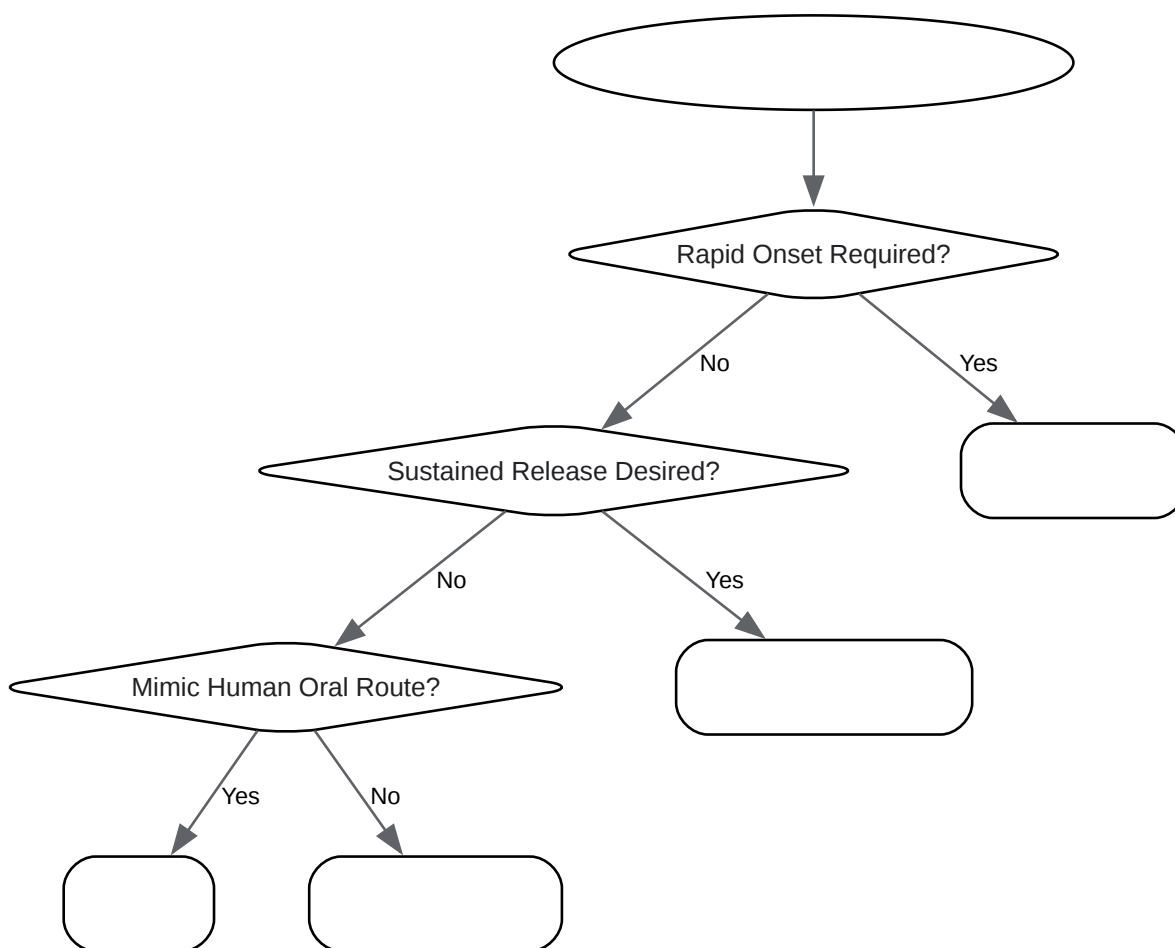 Rapid Onset Required?
No
Yes
Sustained Release Desired?
No
Yes
Mimic Human Oral Route?
Yes
No